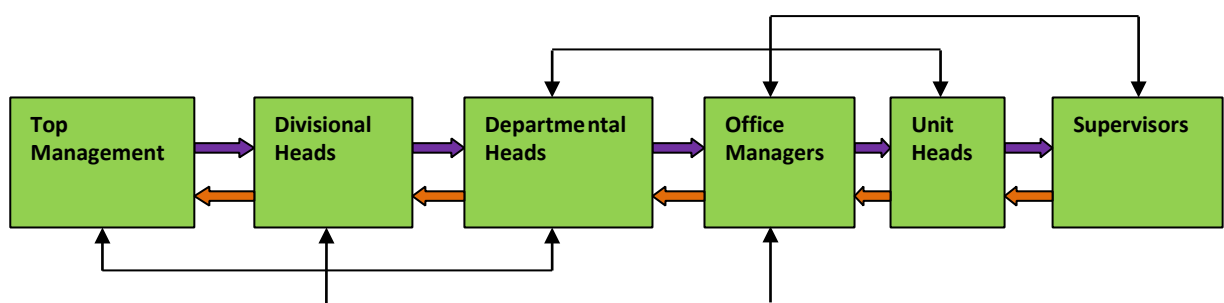 Top
Management
Divisional
Heads
Departmental
Heads
Office
Managers
Unit
Heads
Supervisors